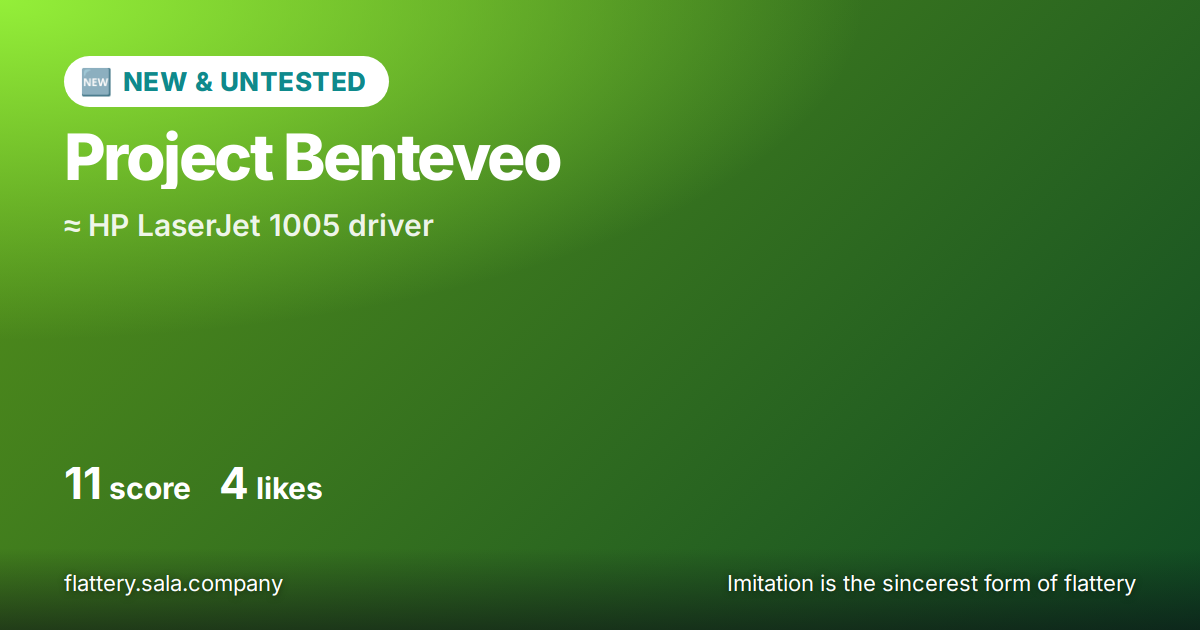 🆕 NEW & UNTESTED
Project Benteveo
≈ HP LaserJet 1005 driver
11 score 4 likes
flattery.sala.company
Imitation is the sincerest form of flattery